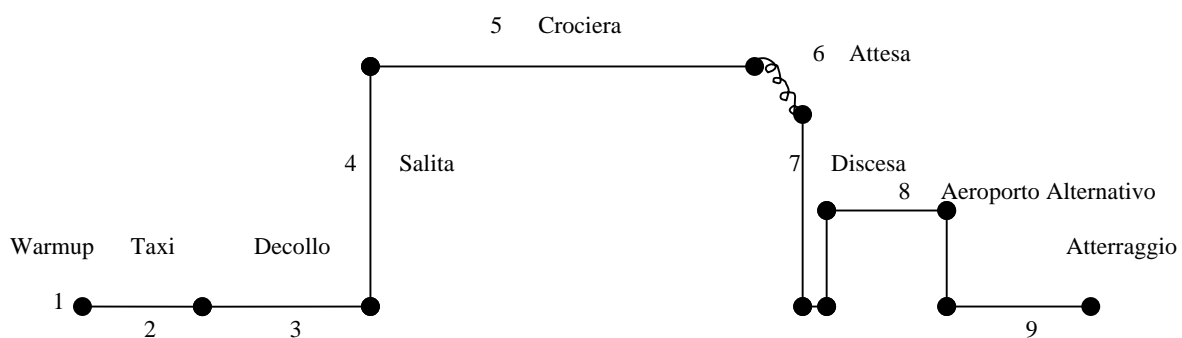 5 Crociera
6 Attesa
4 Salita
7 Discesa
8 Aeroporto Alternativo
Warmup Taxi Decollo Atterraggio
1
2 3 9